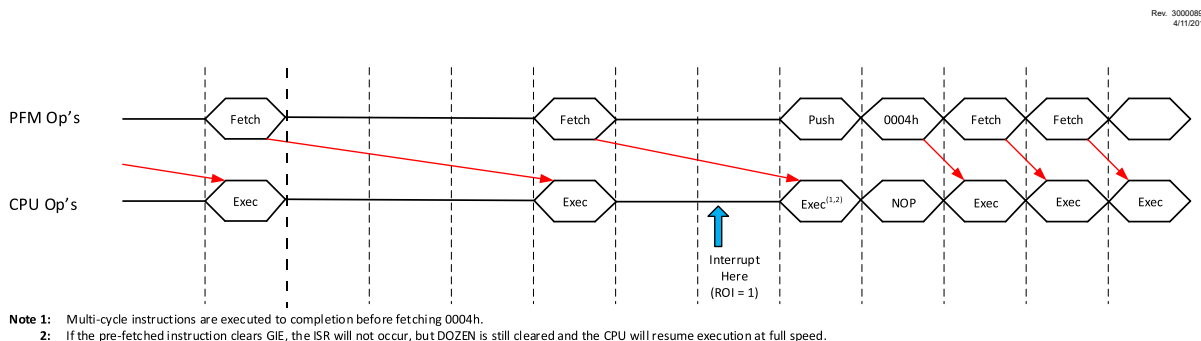 Rev. 3000089
4/11/201
PFM Op's
Fetch
Fetch
Push
0004h
Fetch
Fetch
CPU Op's
Exec
Exec
Exec(1,2)
NOP
Exec
Exec
Exec
Interrupt
Here
(ROI = 1)
Note 1: Multi-cycle instructions are executed to completion before fetching 0004h.
2: If the pre-fetched instruction clears GIE, the ISR will not occur, but DOZEN is still cleared and the CPU will resume execution at full speed.